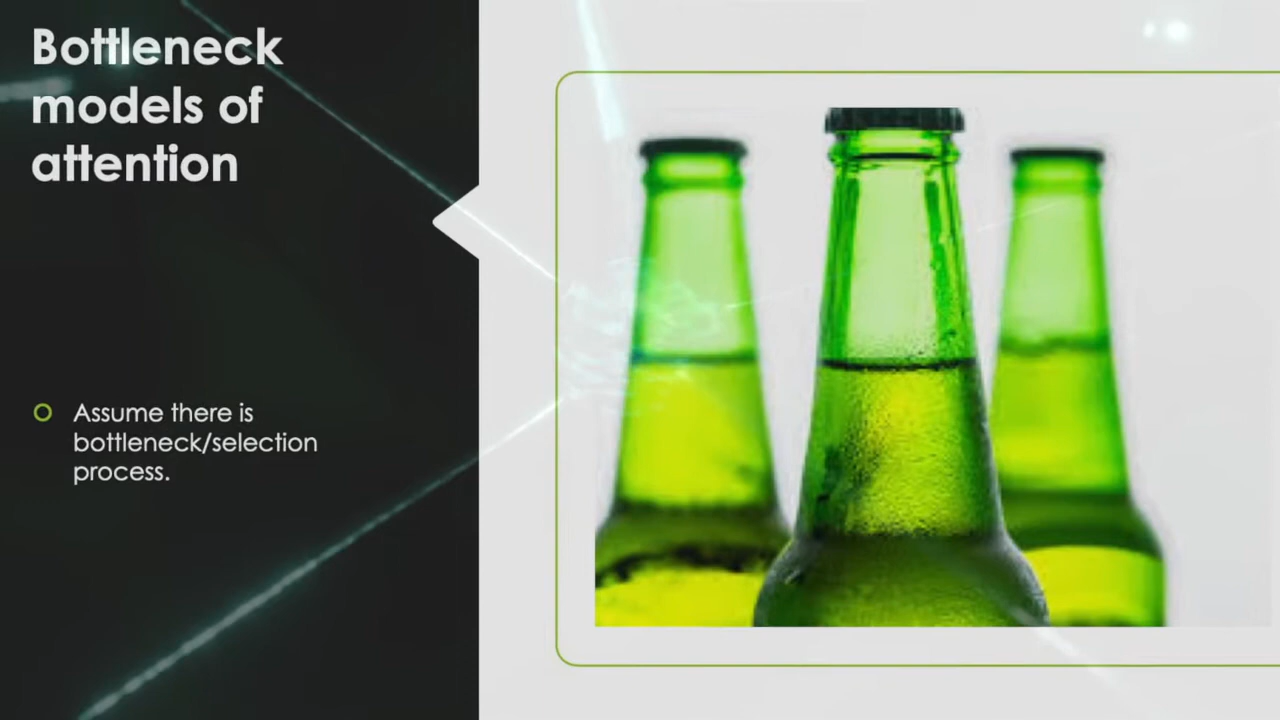 Bottleneck
models of
attention
Assume there is
bottleneck/selection
process.